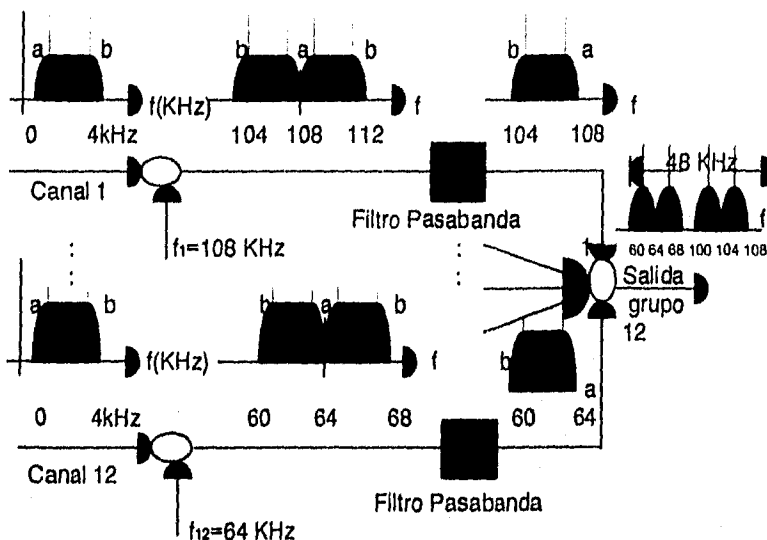 a b b a b b a
f(KHz) f f
0 4kHz 104 108 112 104 108
48 KHz
Canal 1
Filtro Pasabanda
f
60 64 68 100 104 108
f1=108 KHz
1
Salida
grupo
12
a b b a b b
f(KHz) f
a
0 4kHz 60 64 68 60 64
Canal 12
Filtro Pasabanda
f12=64 KHz